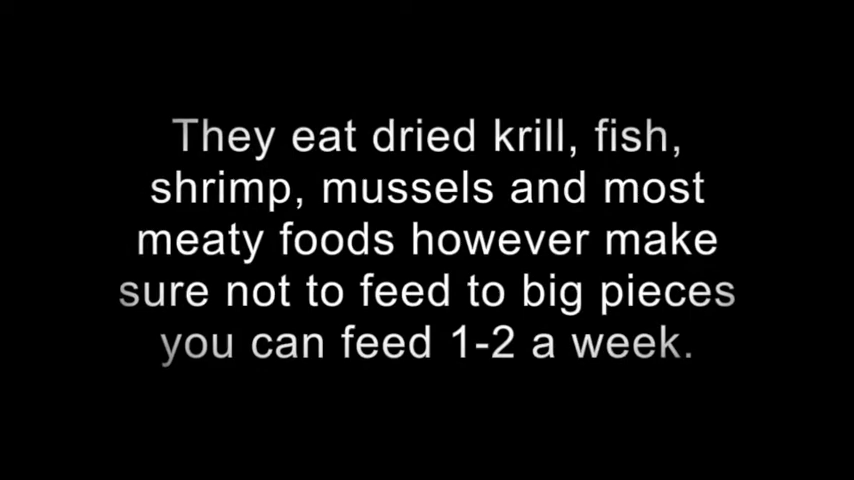 They eat dried krill, fish,
shrimp, mussels and most
meaty foods however make
sure not to feed to big pieces
you can feed 1-2 a week.